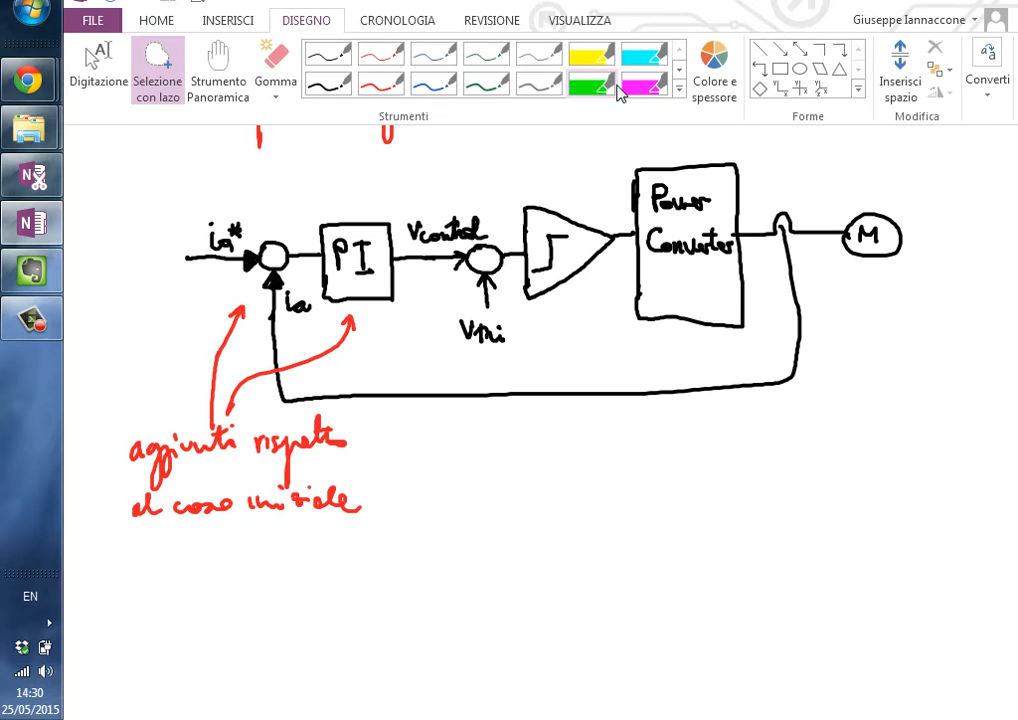 Giuseppe Iannaccone
FILE
HOME
INSERISCI
DISEGNO
CRONOLOGIA
REVISIONE
VISUALIZZA
Digitazione
Selezione
con lazo
Strumento
Panoramica
Gomma
Colore e
spessore
Inserisci
spazio
Converti
Strumenti
Forme
Modifica
ia*
PI
Vcontrol
Power
Converter
M
ia
Vtri
aggiunti rispetto
al caso iniziale
EN
14:30
25/05/2015